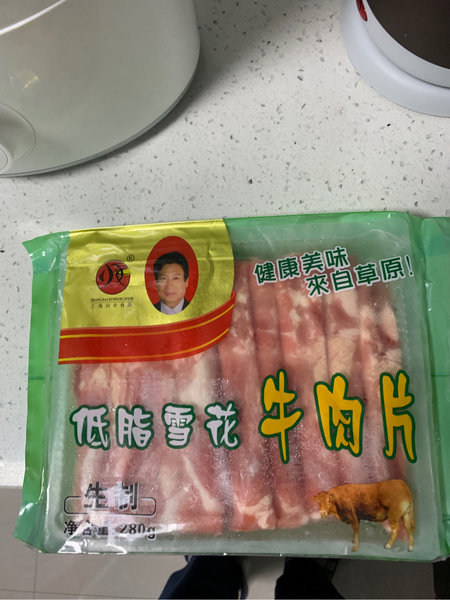 ®
健康美味
來自草原!
低脂雪花牛肉片
生制
净含量 280g